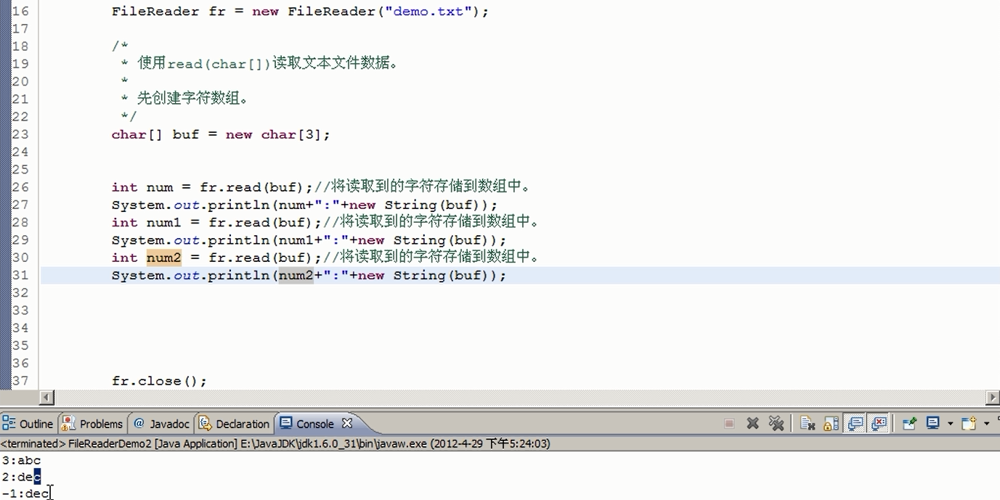 16 FileReader fr = new FileReader("demo.txt");
17
18 /*
19 * 使用read(char[])读取文本文件数据。
20 *
21 * 先创建字符数组。
22 */
23 char[] buf = new char[3];
24
25
26 int num = fr.read(buf);//将读取到的字符存储到数组中。
27 System.out.println(num+":"+new String(buf));
28 int num1 = fr.read(buf);//将读取到的字符存储到数组中。
29 System.out.println(num1+":"+new String(buf));
30 int num2 = fr.read(buf);//将读取到的字符存储到数组中。
31 System.out.println(num2+":"+new String(buf));
32
33
34
35
36
37 fr.close();
Outline Problems @ Javadoc Declaration Console
<terminated> FileReaderDemo2 [Java Application] E:\JavaJDK\jdk1.6.0_31\bin\javaw.exe (2012-4-29 下午5:24:03)
3:abc
2:dec
-1:dec